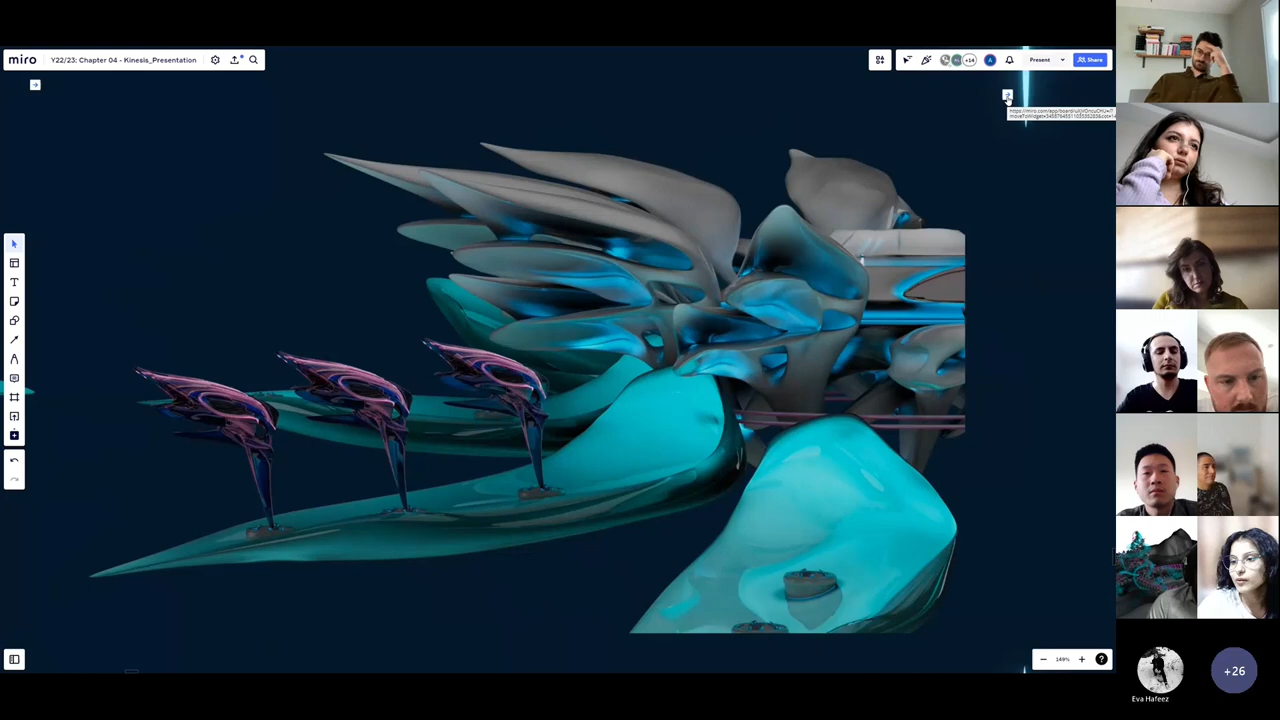 miro
Y22/23: Chapter 04 - Kinesis_Presentation
+14
A
Present
Share
149%
Eva Hafeez
+26